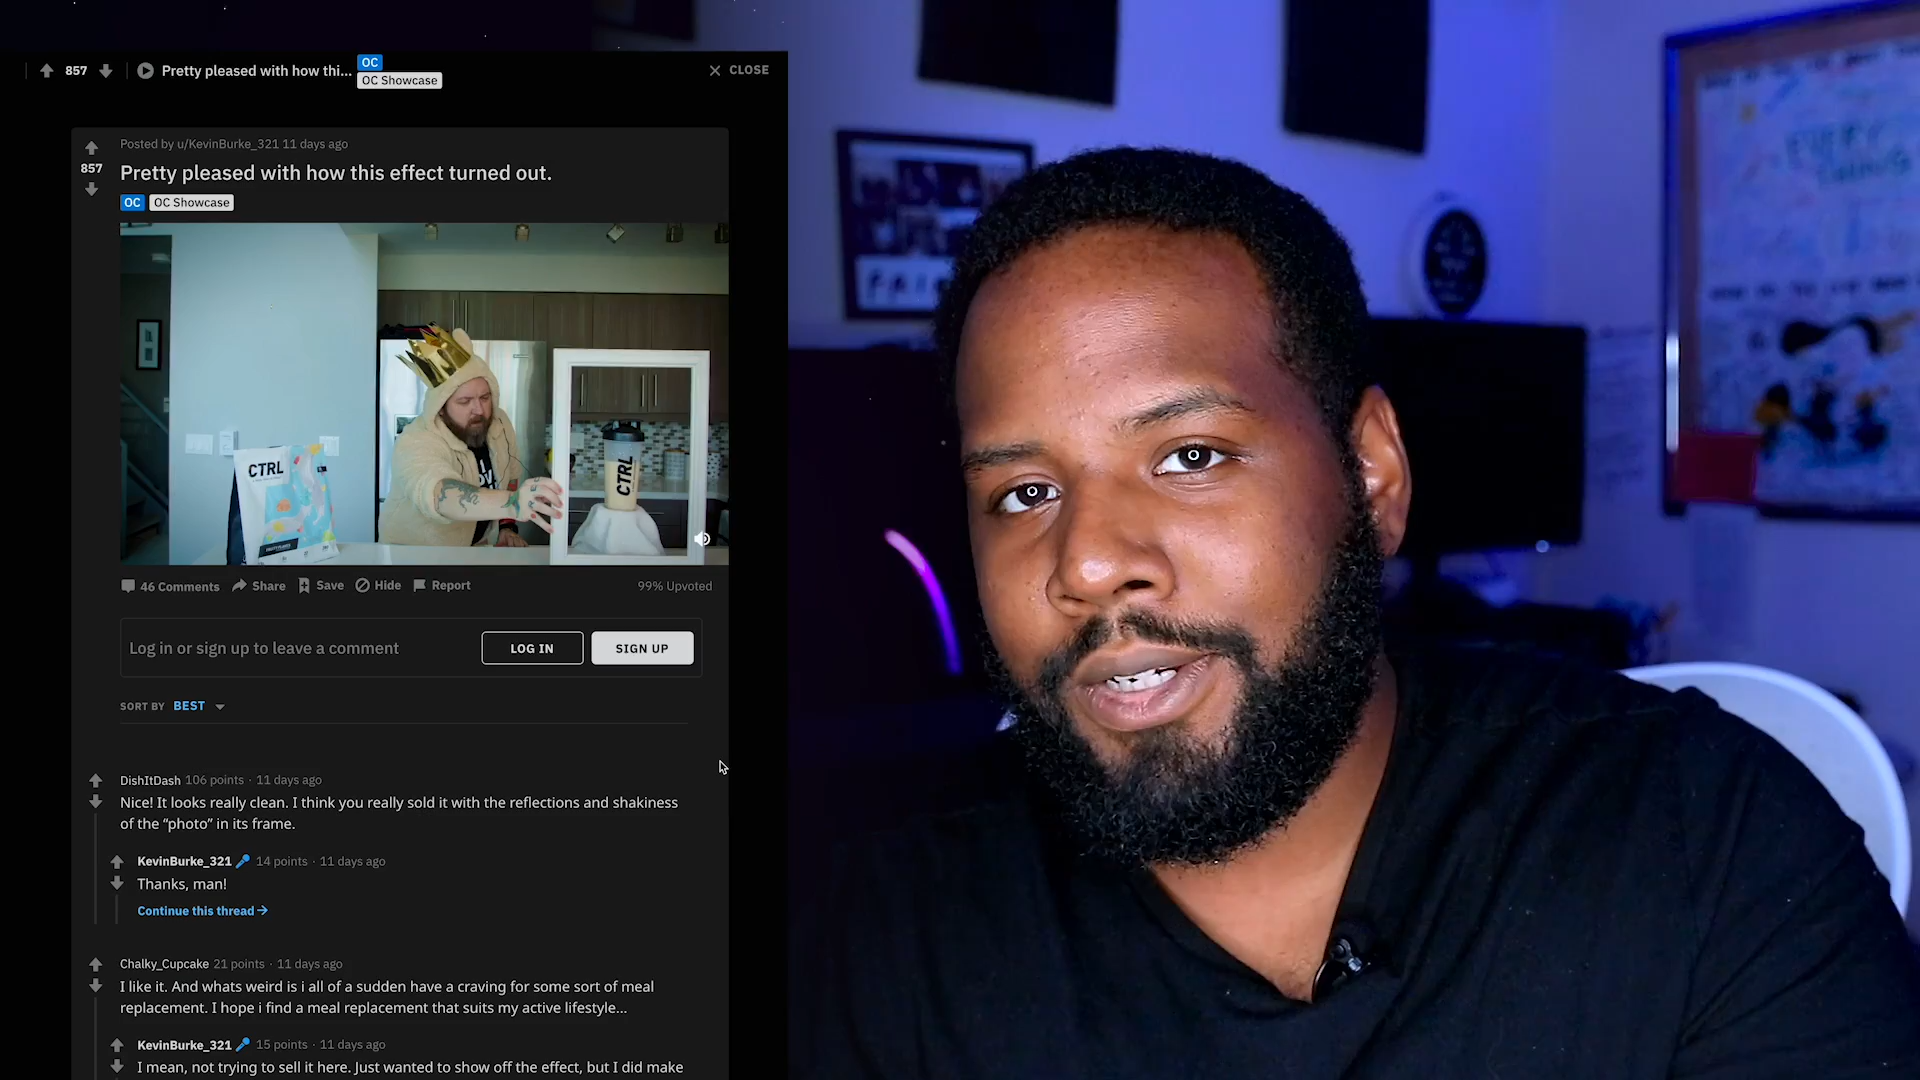 857
Pretty pleased with how thi...
OC
OC Showcase
CLOSE
Posted by u/KevinBurke_321 11 days ago
857
Pretty pleased with how this effect turned out.
OC OC Showcase
CTRL
CTRL
46 Comments Share Save Hide Report 99% Upvoted
Log in or sign up to leave a comment LOG IN SIGN UP
SORT BY BEST
DishItDash 106 points · 11 days ago
Nice! It looks really clean. I think you really sold it with the reflections and shakiness
of the “photo” in its frame.
KevinBurke_321 14 points · 11 days ago
Thanks, man!
Continue this thread
Chalky_Cupcake 21 points · 11 days ago
I like it. And whats weird is i all of a sudden have a craving for some sort of meal
replacement. I hope i find a meal replacement that suits my active lifestyle...
KevinBurke_321 15 points · 11 days ago
I mean, not trying to sell it here. Just wanted to show off the effect, but I did make